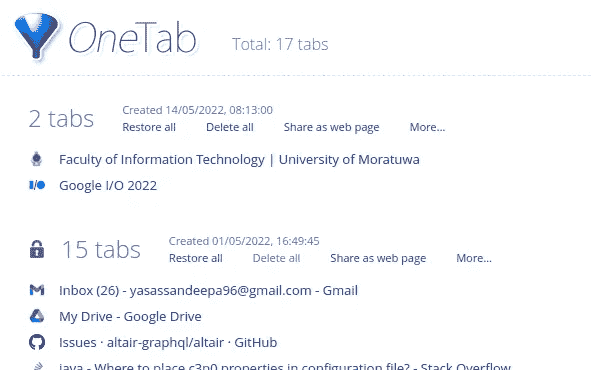 OneTab Total: 17 tabs
2 tabs
Created 14/05/2022, 08:13:00
Restore all Delete all Share as web page More...
Faculty of Information Technology | University of Moratuwa
Google I/O 2022
15 tabs
Created 01/05/2022, 16:49:45
Restore all Delete all Share as web page More...
Inbox (26) - yasassandeepa96@gmail.com - Gmail
My Drive - Google Drive
Issues · altair-graphql/altair · GitHub
java - Where to place c3p0 properties in configuration file? - Stack Overflow